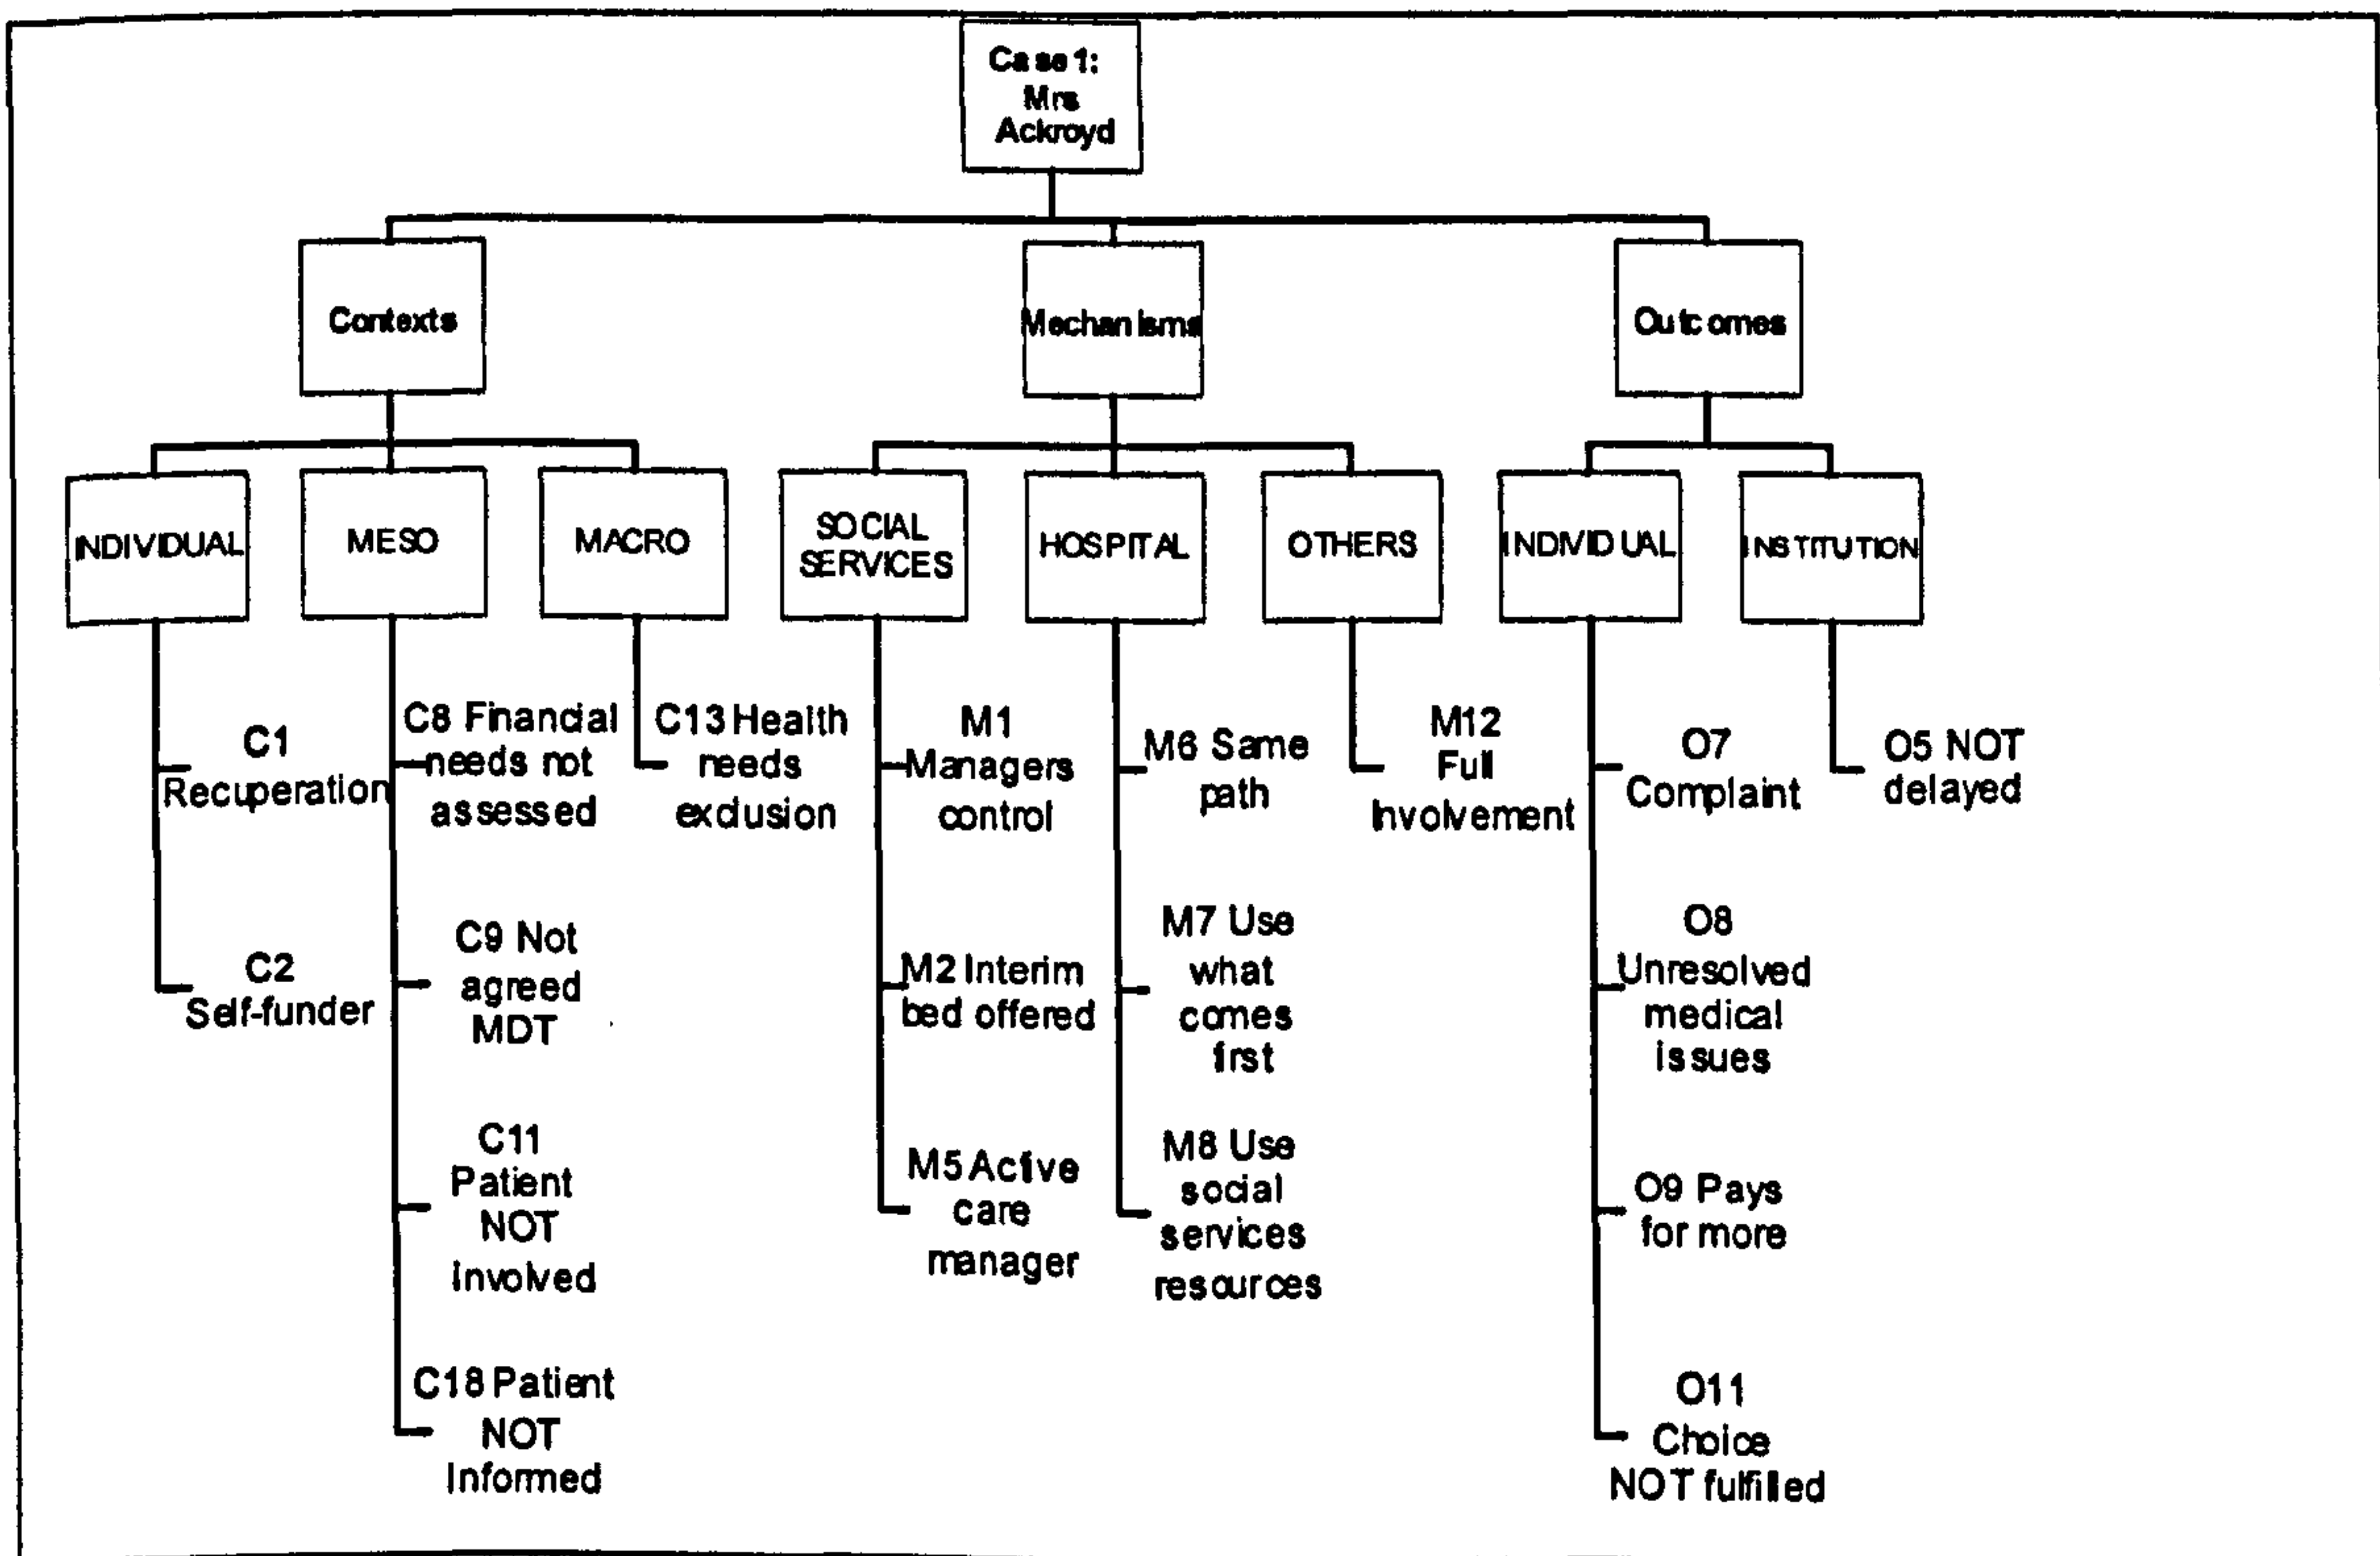 Case 1:
Mrs
Ackroyd
Contexts
Mechanisms
Outcomes
INDIVIDUAL
MESO
MACRO
SOCIAL
SERVICES
HOSPITAL
OTHERS
INDIVIDUAL
INSTITUTION
C1
Recuperation
C2
Self-funder
C8 Financial
needs not
assessed
C9 Not
agreed
MDT
C11
Patient
NOT
involved
C18 Patient
NOT
Informed
C13 Health
needs
exclusion
M1
Managers
control
M2 Interim
bed offered
M5 Active
care
manager
M6 Same
path
M7 Use
what
comes
first
M8 Use
social
services
resources
M12
Full
Involvement
O7
Complaint
O8
Unresolved
medical
issues
O9 Pays
for more
O11
Choice
NOT fulfilled
O5 NOT
delayed